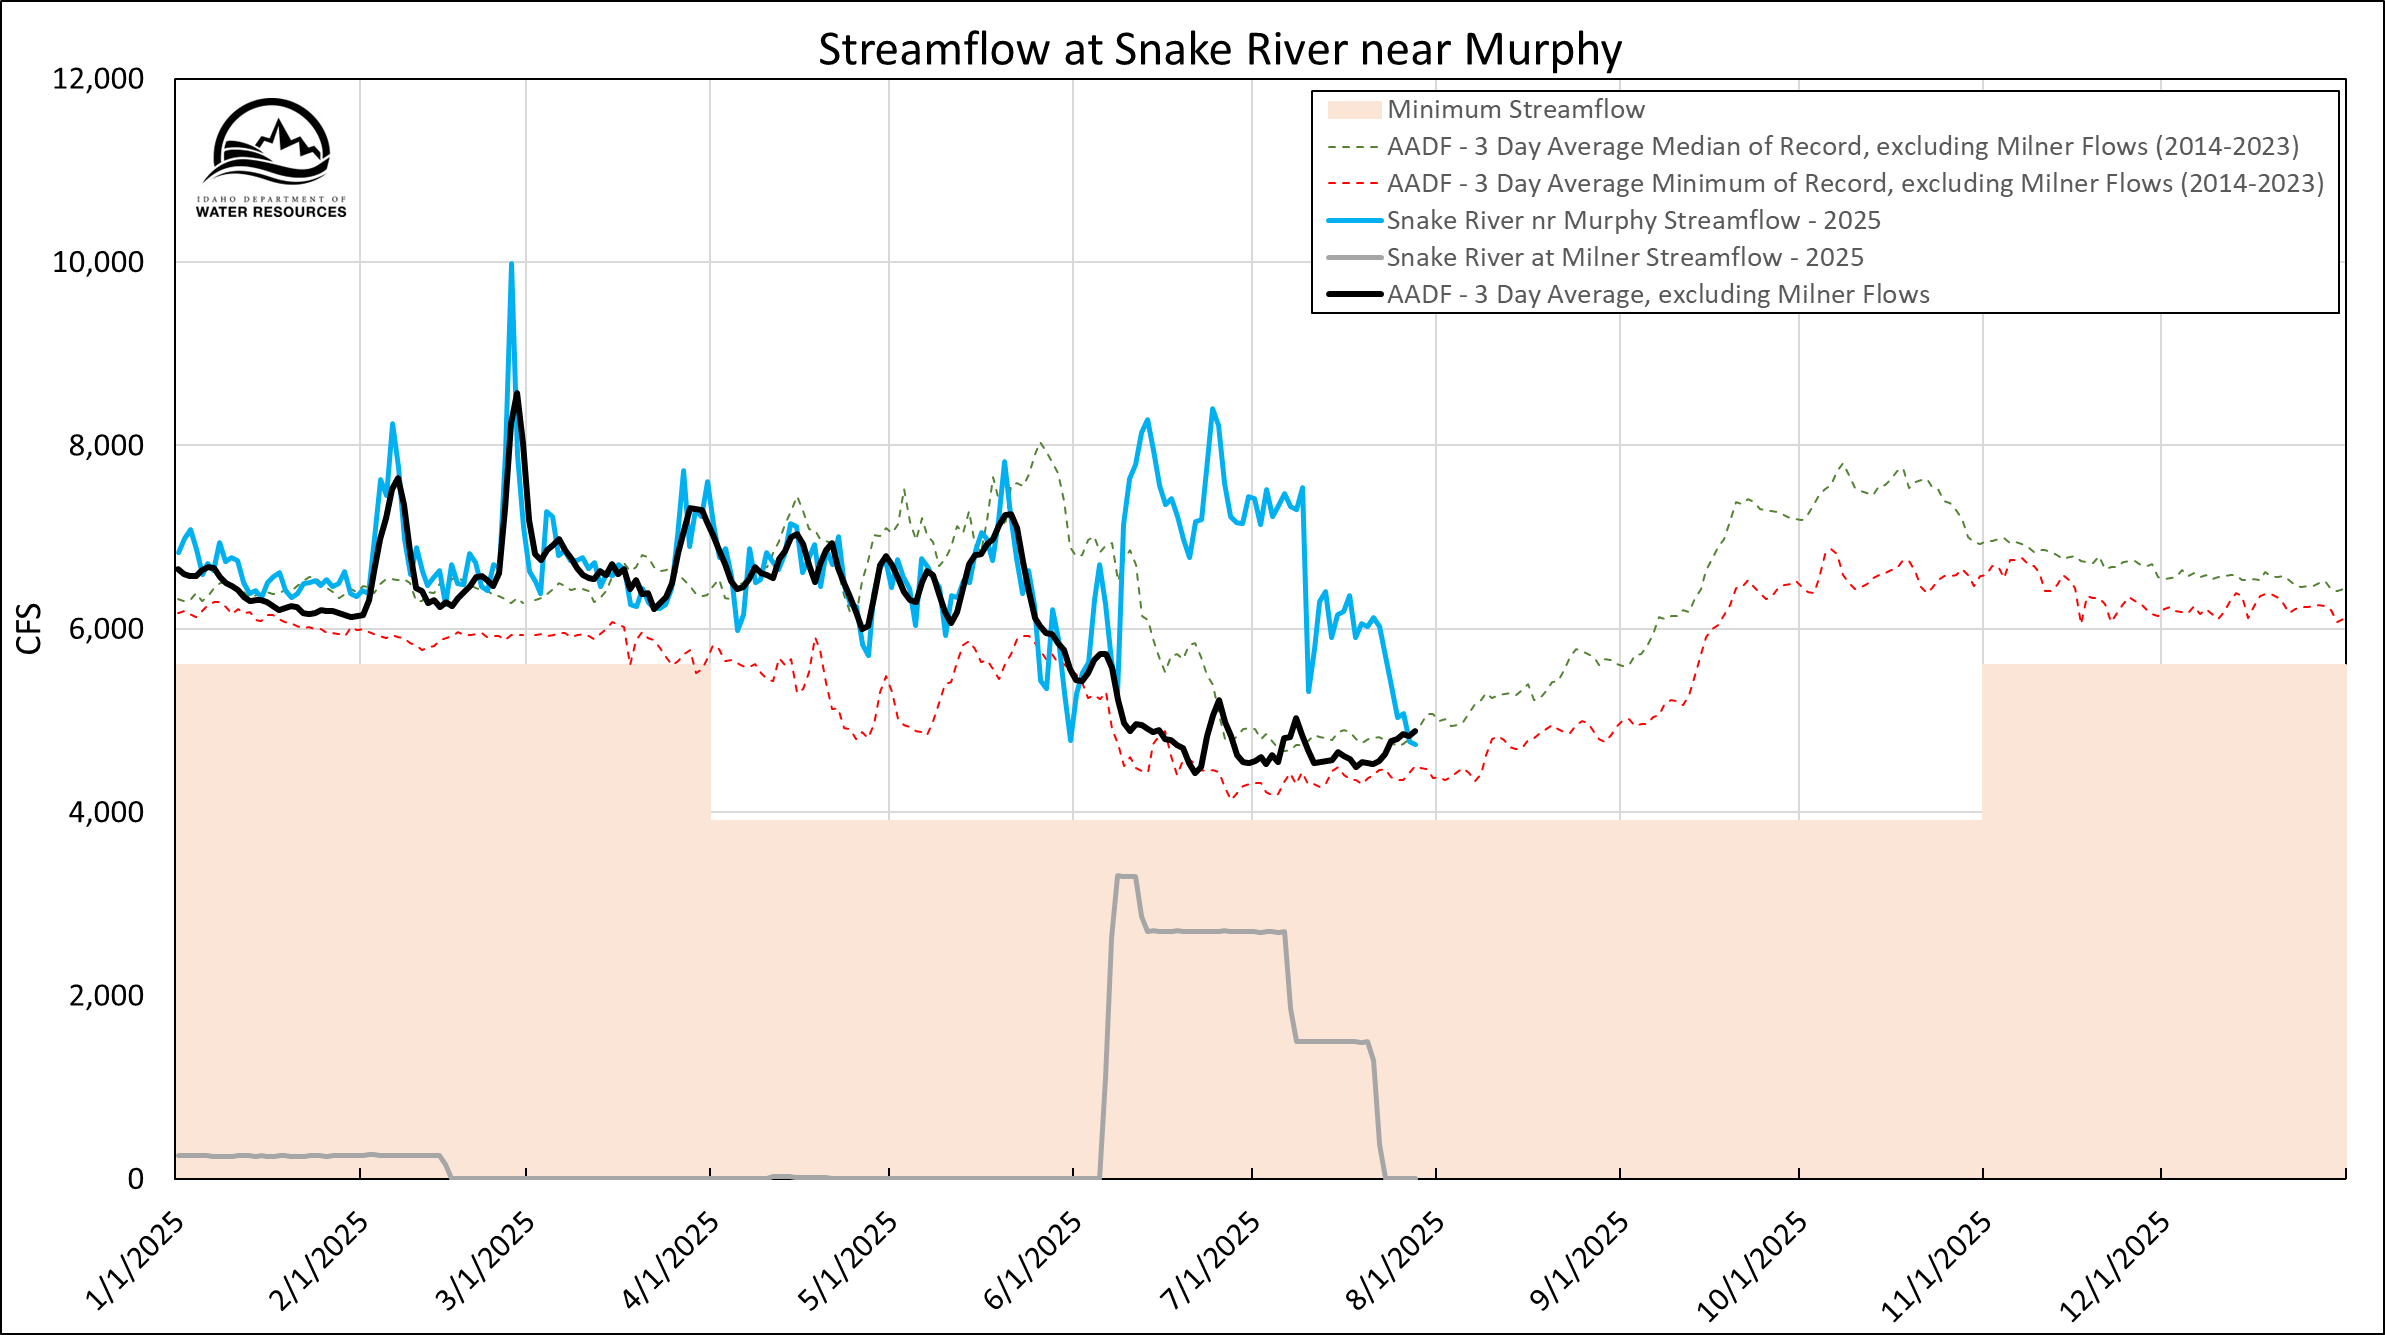 Streamflow at Snake River near Murphy
12,000
10,000
8,000
6,000
4,000
2,000
0
CFS
IDAHO DEPARTMENT OF
WATER RESOURCES
Minimum Streamflow
AADF - 3 Day Average Median of Record, excluding Milner Flows (2014-2023)
AADF - 3 Day Average Minimum of Record, excluding Milner Flows (2014-2023)
Snake River nr Murphy Streamflow - 2025
Snake River at Milner Streamflow - 2025
AADF - 3 Day Average, excluding Milner Flows
1/1/2025
2/1/2025
3/1/2025
4/1/2025
5/1/2025
6/1/2025
7/1/2025
8/1/2025
9/1/2025
10/1/2025
11/1/2025
12/1/2025